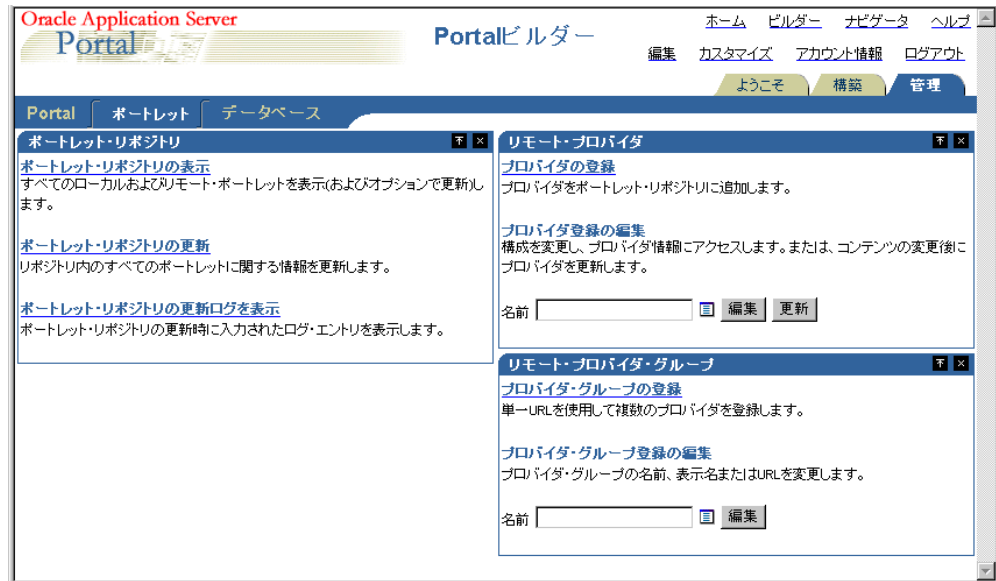 Oracle Application Server
Portal
Portalビルダー
ホーム ビルダー ナビゲータ ヘルプ
編集 カスタマイズ アカウント情報 ログアウト
ようこそ 構築 管理
Portal ポートレット データベース
ポートレット・リポジトリ
ポートレット・リポジトリの表示
すべてのローカルおよびリモート・ポートレットを表示(およびオプションで更新)し
ます。
ポートレット・リポジトリの更新
リポジトリ内のすべてのポートレットに関する情報を更新します。
ポートレット・リポジトリの更新ログを表示
ポートレット・リポジトリの更新時に入力されたログ・エントリを表示します。
リモート・プロバイダ
プロバイダの登録
プロバイダをポートレット・リポジトリに追加します。
プロバイダ登録の編集
構成を変更し、プロバイダ情報にアクセスします。または、コンテンツの変更後に
プロバイダを更新します。
名前 編集 更新
リモート・プロバイダ・グループ
プロバイダ・グループの登録
単一URLを使用して複数のプロバイダを登録します。
プロバイダ・グループ登録の編集
プロバイダ・グループの名前、表示名またはURLを変更します。
名前 編集